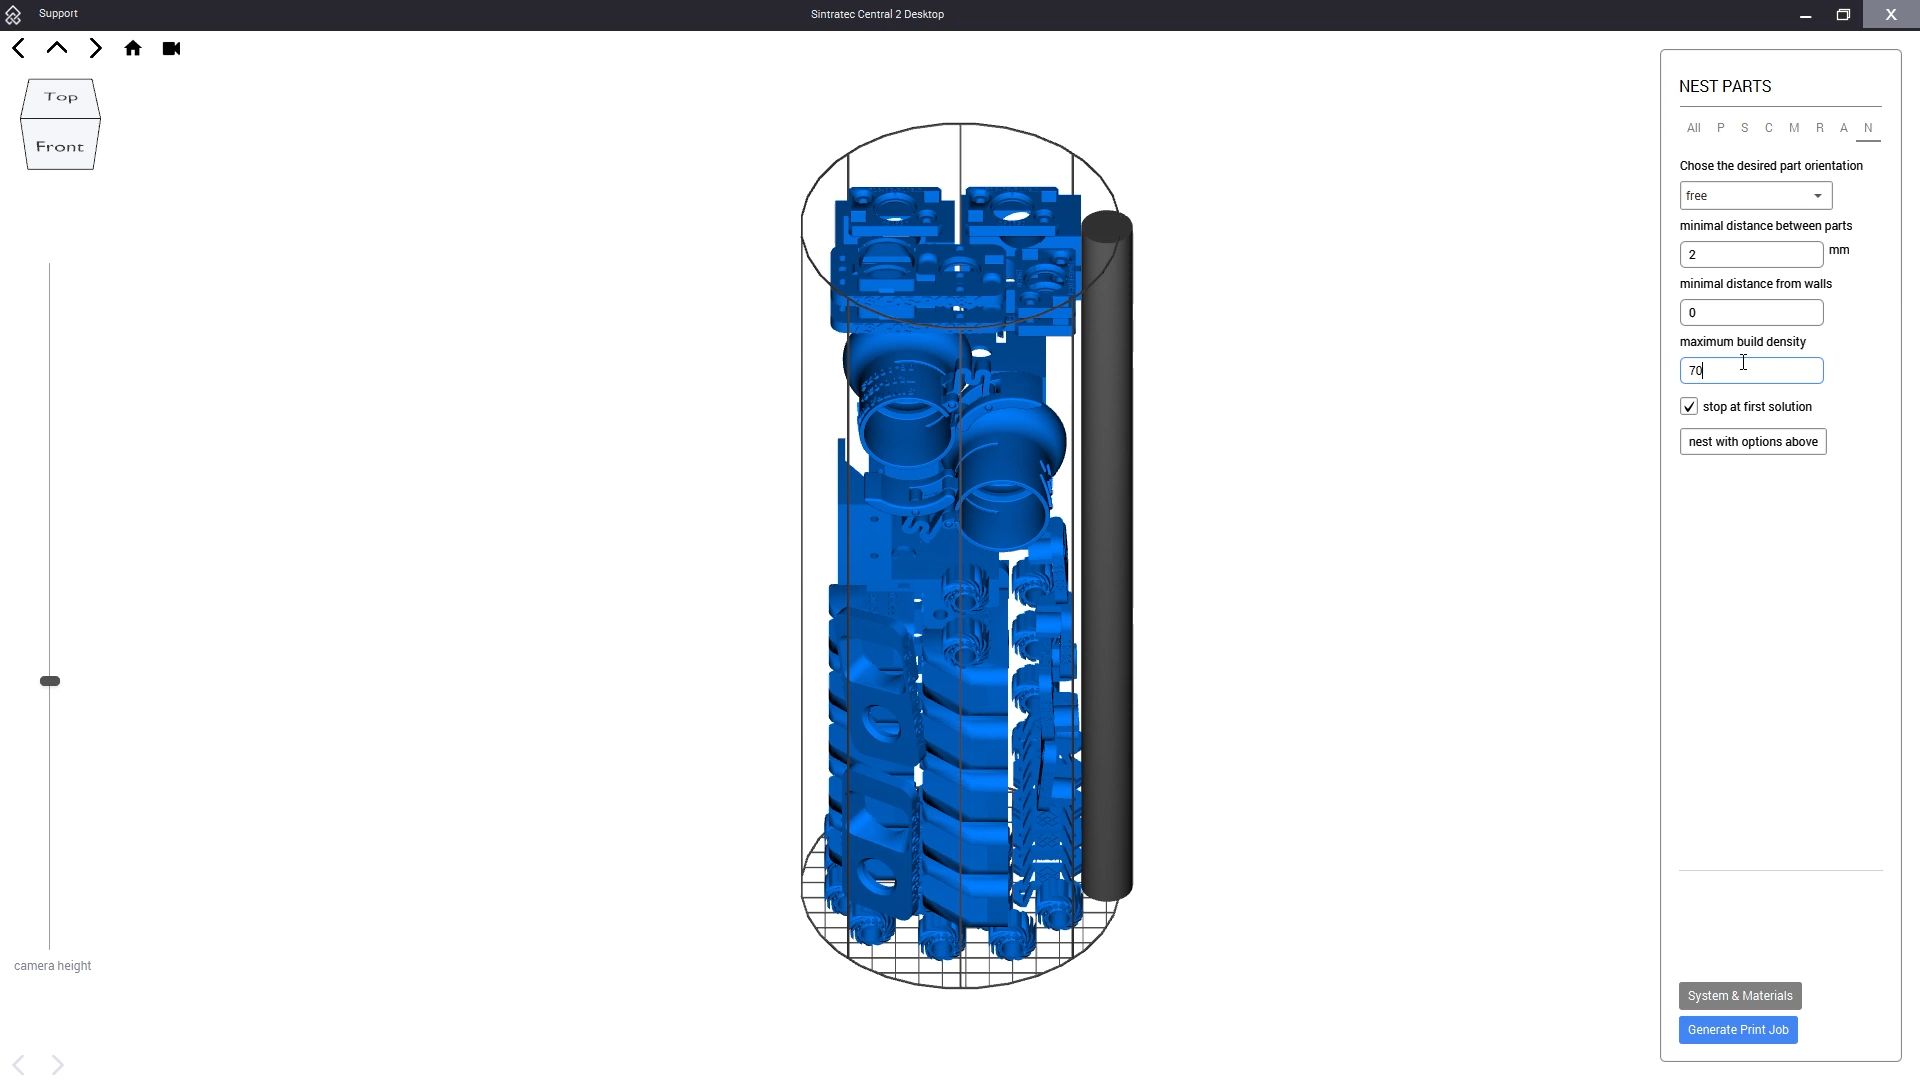 Support
Sintratec Central 2 Desktop
X
Top
Front
NEST PARTS
All P S C M R A N
Chose the desired part orientation
free
minimal distance between parts
2 mm
minimal distance from walls
0
maximum build density
70
stop at first solution
nest with options above
camera height
System & Materials
Generate Print Job